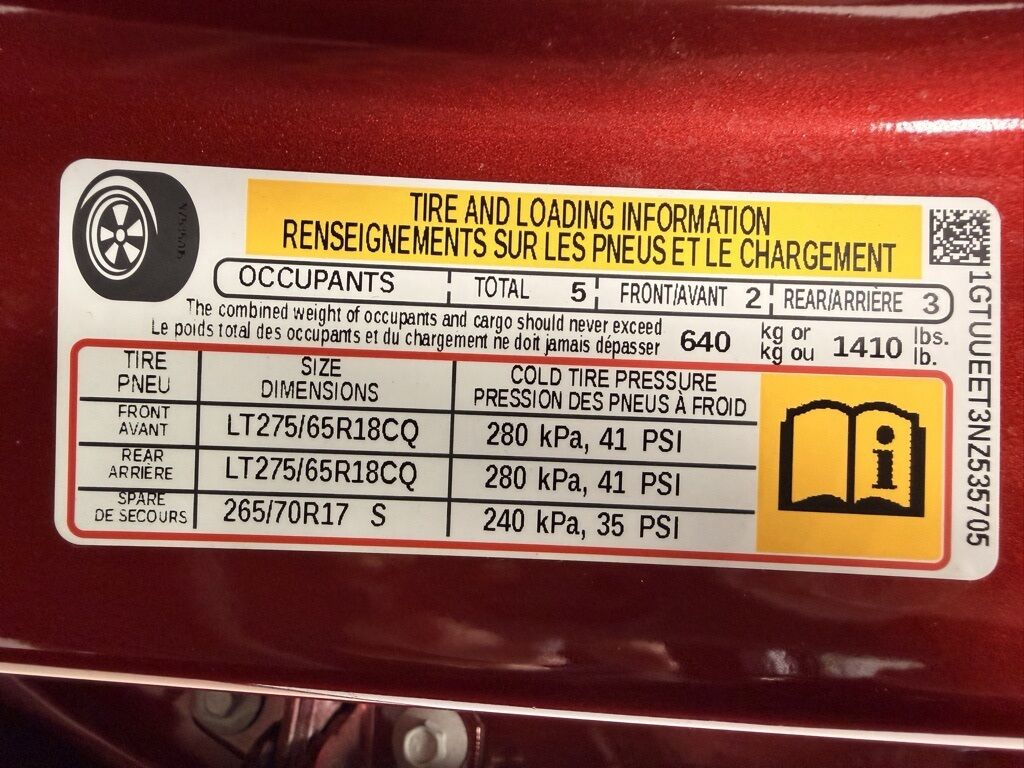 TIRE AND LOADING INFORMATION
RENSEIGNEMENTS SUR LES PNEUS ET LE CHARGEMENT
OCCUPANTS TOTAL 5 FRONT/AVANT 2 REAR/ARRIÈRE 3
The combined weight of occupants and cargo should never exceed 640 kg or 1410 lbs.
Le poids total des occupants et du chargement ne doit jamais dépasser kg ou lb.
TIRE SIZE COLD TIRE PRESSURE
PNEU DIMENSIONS PRESSION DES PNEUS À FROID
FRONT
AVANT LT275/65R18CQ 280 kPa, 41 PSI
REAR
ARRIÈRE LT275/65R18CQ 280 kPa, 41 PSI
SPARE
DE SECOURS 265/70R17 S 240 kPa, 35 PSI
1GTUUEET3NZ535705